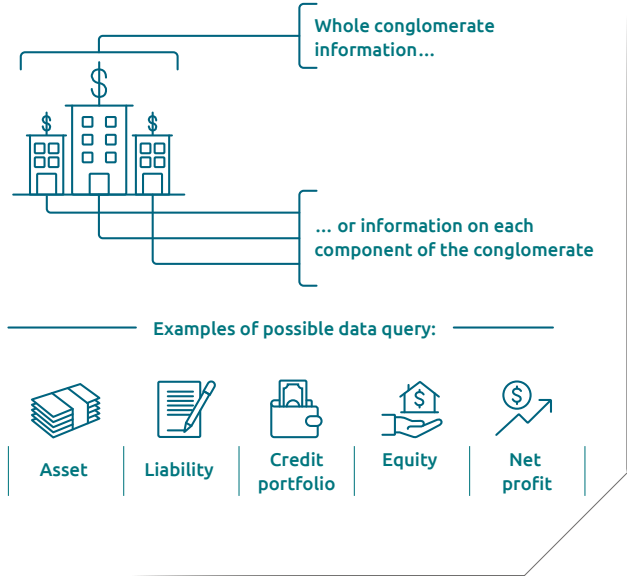 Whole conglomerate
information...
... or information on each
component of the conglomerate
Examples of possible data query:
Asset
Liability
Credit
portfolio
Equity
Net
profit